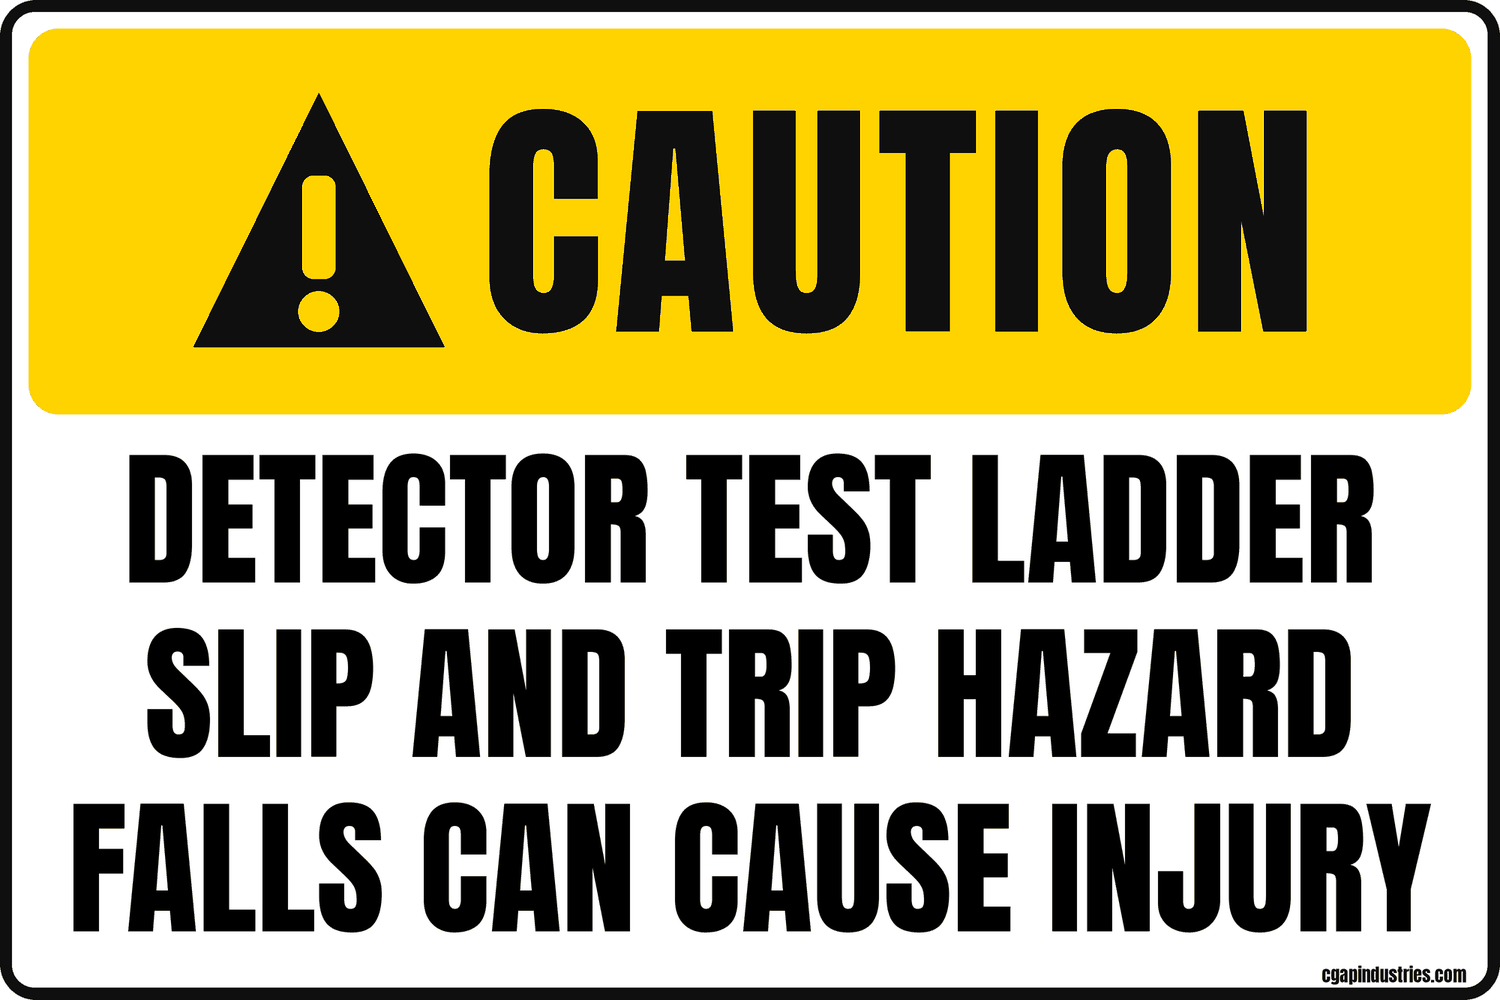 CAUTION
DETECTOR TEST LADDER
SLIP AND TRIP HAZARD
FALLS CAN CAUSE INJURY
cgapindustries.com